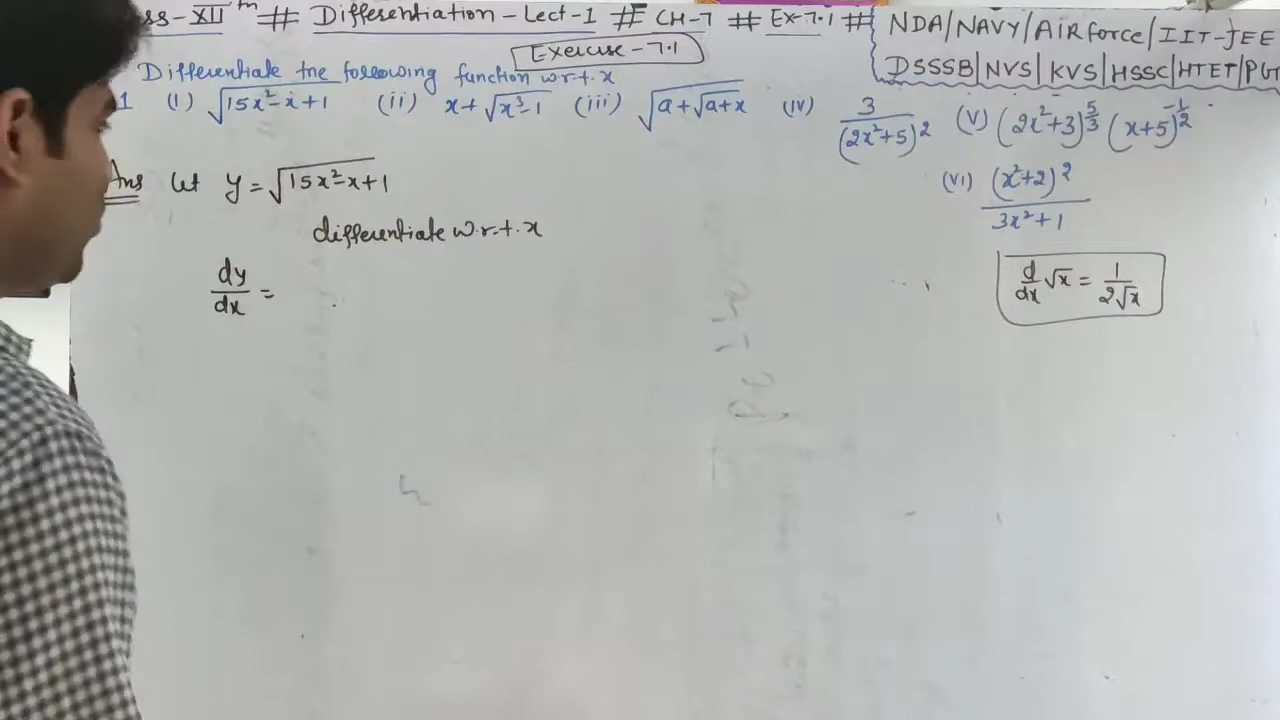 ss-XII th # Differentiation-Lect-1 # CH-7 # Ex-7.1 #
NDA/NAVY/AIRforce/IIT-JEE
DSSSB|NVS|KVS|HSSC|HTET|PGT
Exercise-7.1
Differentiate the following function w.r.t. x
1 (i) √(15x²-x+1) (ii) x+√(x³-1) (iii) √(a+√(a+x)) (iv) 3/(2x²+5)² (v) (2x²+3)^(5/3) (x+5)^(-1/2)
(vi) (x²+2)²/(3x²+1)
Ans Let y = √(15x²-x+1)
differentiate w.r.t. x
dy/dx =
d/dx √x = 1/(2√x)